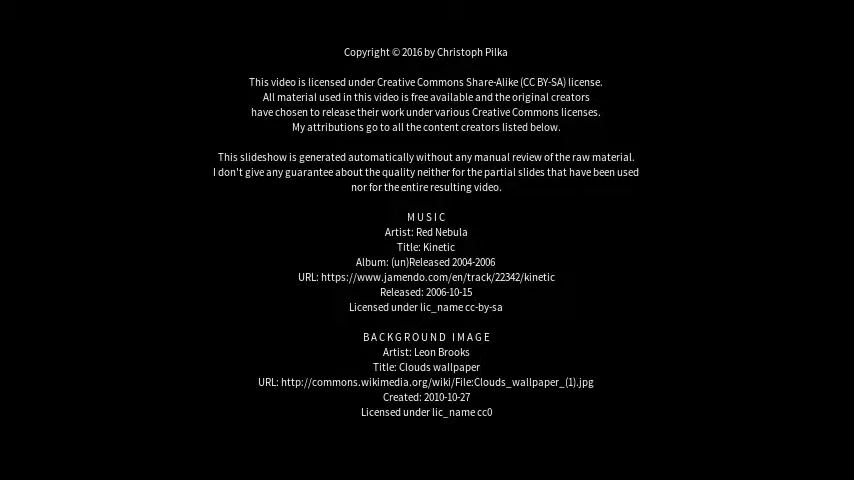 Copyright © 2016 by Christoph Pilka
This video is licensed under Creative Commons Share-Alike (CC BY-SA) license.
All material used in this video is free available and the original creators
have chosen to release their work under various Creative Commons licenses.
My attributions go to all the content creators listed below.
This slideshow is generated automatically without any manual review of the raw material.
I don't give any guarantee about the quality neither for the partial slides that have been used
nor for the entire resulting video.
M U S I C
Artist: Red Nebula
Title: Kinetic
Album: (un)Released 2004-2006
URL: https://www.jamendo.com/en/track/22342/kinetic
Released: 2006-10-15
Licensed under lic_name cc-by-sa
B A C K G R O U N D   I M A G E
Artist: Leon Brooks
Title: Clouds wallpaper
URL: http://commons.wikimedia.org/wiki/File:Clouds_wallpaper_(1).jpg
Created: 2010-10-27
Licensed under lic_name cc0